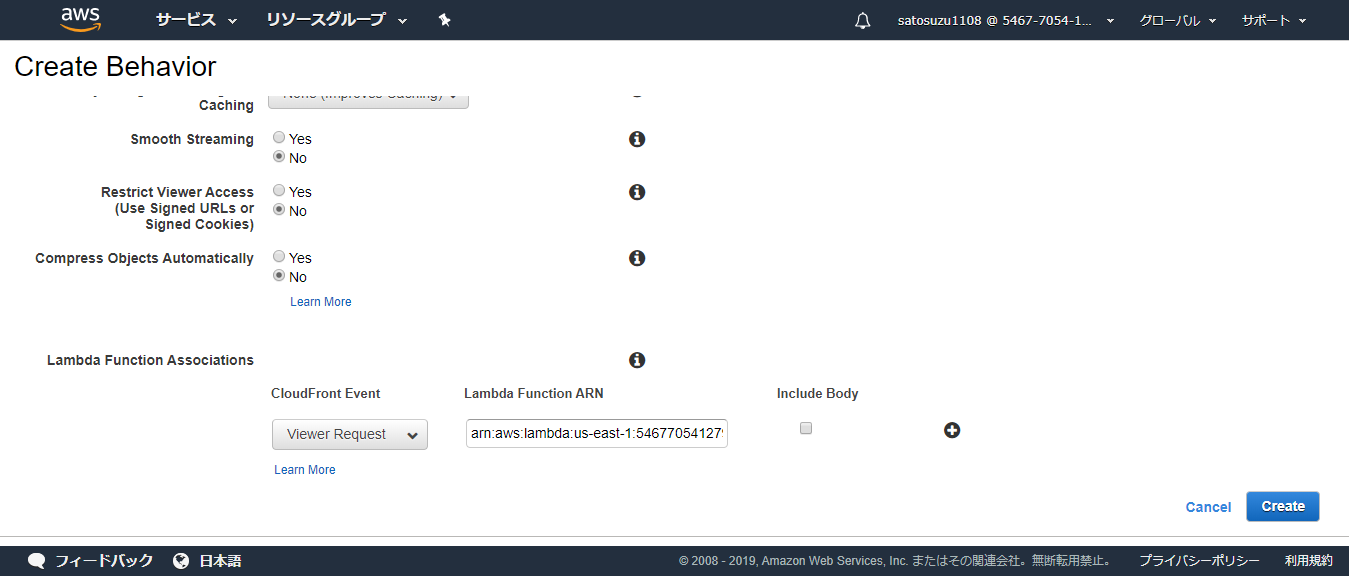 aws サービス リソースグループ satosuzu1108 @ 5467-7054-1... グローバル サポート
Create Behavior
Caching None (Improves Caching)
Smooth Streaming Yes
No
Restrict Viewer Access Yes
(Use Signed URLs or No
Signed Cookies)
Compress Objects Automatically Yes
No
Learn More
Lambda Function Associations
CloudFront Event Lambda Function ARN Include Body
Viewer Request arn:aws:lambda:us-east-1:54677054127
Learn More
Cancel Create
フィードバック 日本語 © 2008 - 2019, Amazon Web Services, Inc. またはその関連会社。無断転用禁止。 プライバシーポリシー 利用規約